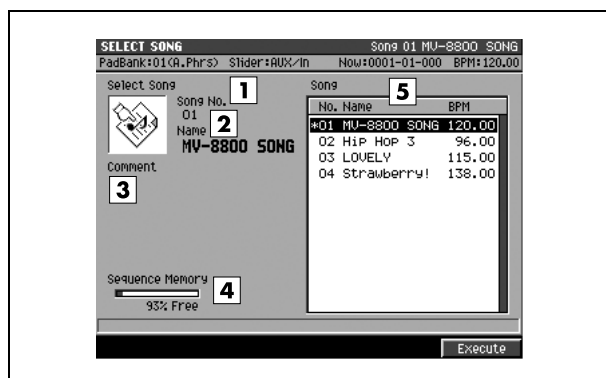 SELECT SONG Song 01 MV-8800 SONG
PadBank:01(A.Phrs) Slider:AUX/In Now:0001-01-000 BPM:120.00
Select Song
1
Song No.
01
2
Name
MV-8800 SONG
Comment
3
Sequence Memory
4
93% Free
Song
5
No. Name BPM
*01 MV-8800 SONG 120.00
02 Hip Hop 3 96.00
03 LOVELY 115.00
04 Strawberry! 138.00
Execute